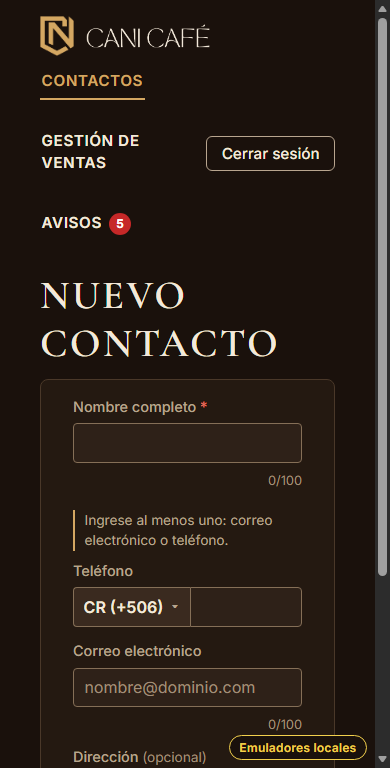 CANI CAFÉ
CONTACTOS
GESTIÓN DE
VENTAS
Cerrar sesión
AVISOS 5
NUEVO
CONTACTO
Nombre completo *
0/100
Ingrese al menos uno: correo
electrónico o teléfono.
Teléfono
CR (+506)
Correo electrónico
nombre@dominio.com
0/100
Emuladores locales
Dirección (opcional)